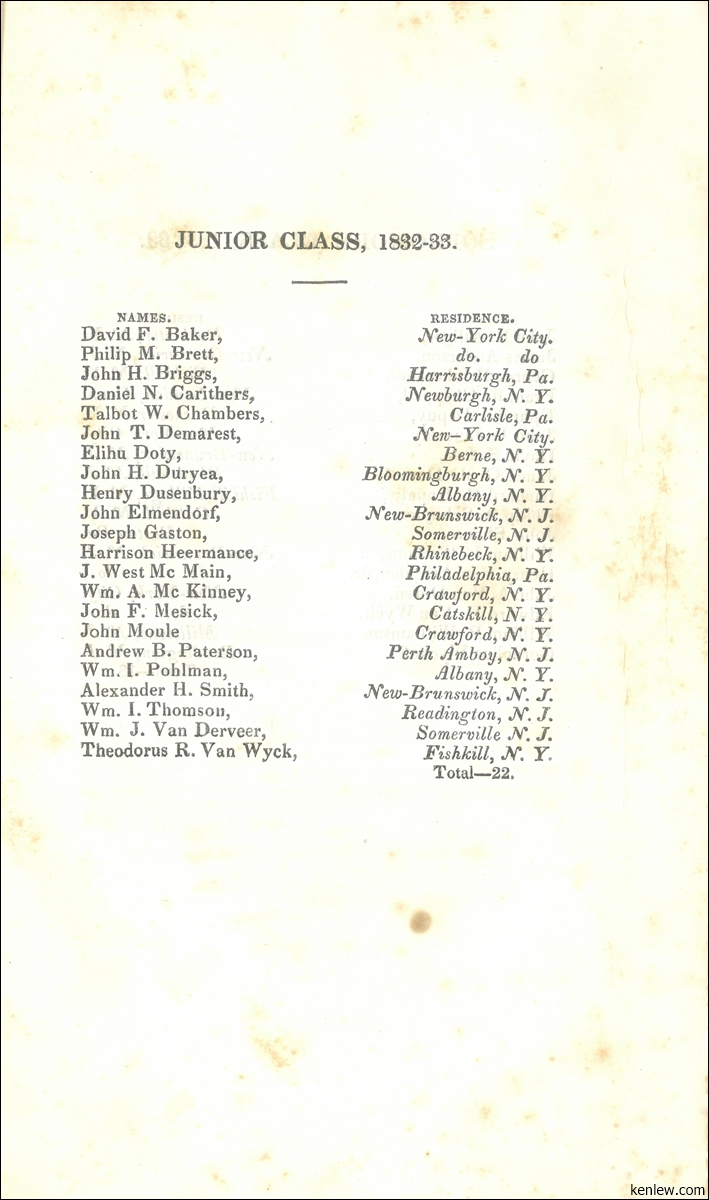 JUNIOR CLASS, 1832-33.
NAMES. RESIDENCE.
David F. Baker, New-York City.
Philip M. Brett, do. do
John H. Briggs, Harrisburgh, Pa.
Daniel N. Carithers, Newburgh, N. Y.
Talbot W. Chambers, Carlisle, Pa.
John T. Demarest, New-York City.
Elihu Doty, Berne, N. Y.
John H. Duryea, Bloomingburgh, N. Y.
Henry Dusenbury, Albany, N. Y.
John Elmendorf, New-Brunswick, N. J.
Joseph Gaston, Somerville, N. J.
Harrison Heermance, Rhinebeck, N. Y.
J. West Mc Main, Philadelphia, Pa.
Wm. A. Mc Kinney, Crawford, N. Y.
John F. Mesick, Catskill, N. Y.
John Moule Crawford, N. Y.
Andrew B. Paterson, Perth Amboy, N. J.
Wm. I. Pohlman, Albany, N. Y.
Alexander H. Smith, New-Brunswick, N. J.
Wm. I. Thomson, Readington, N. J.
Wm. J. Van Derveer, Somerville N. J.
Theodorus R. Van Wyck, Fishkill, N. Y.
Total—22.
kenlew.com